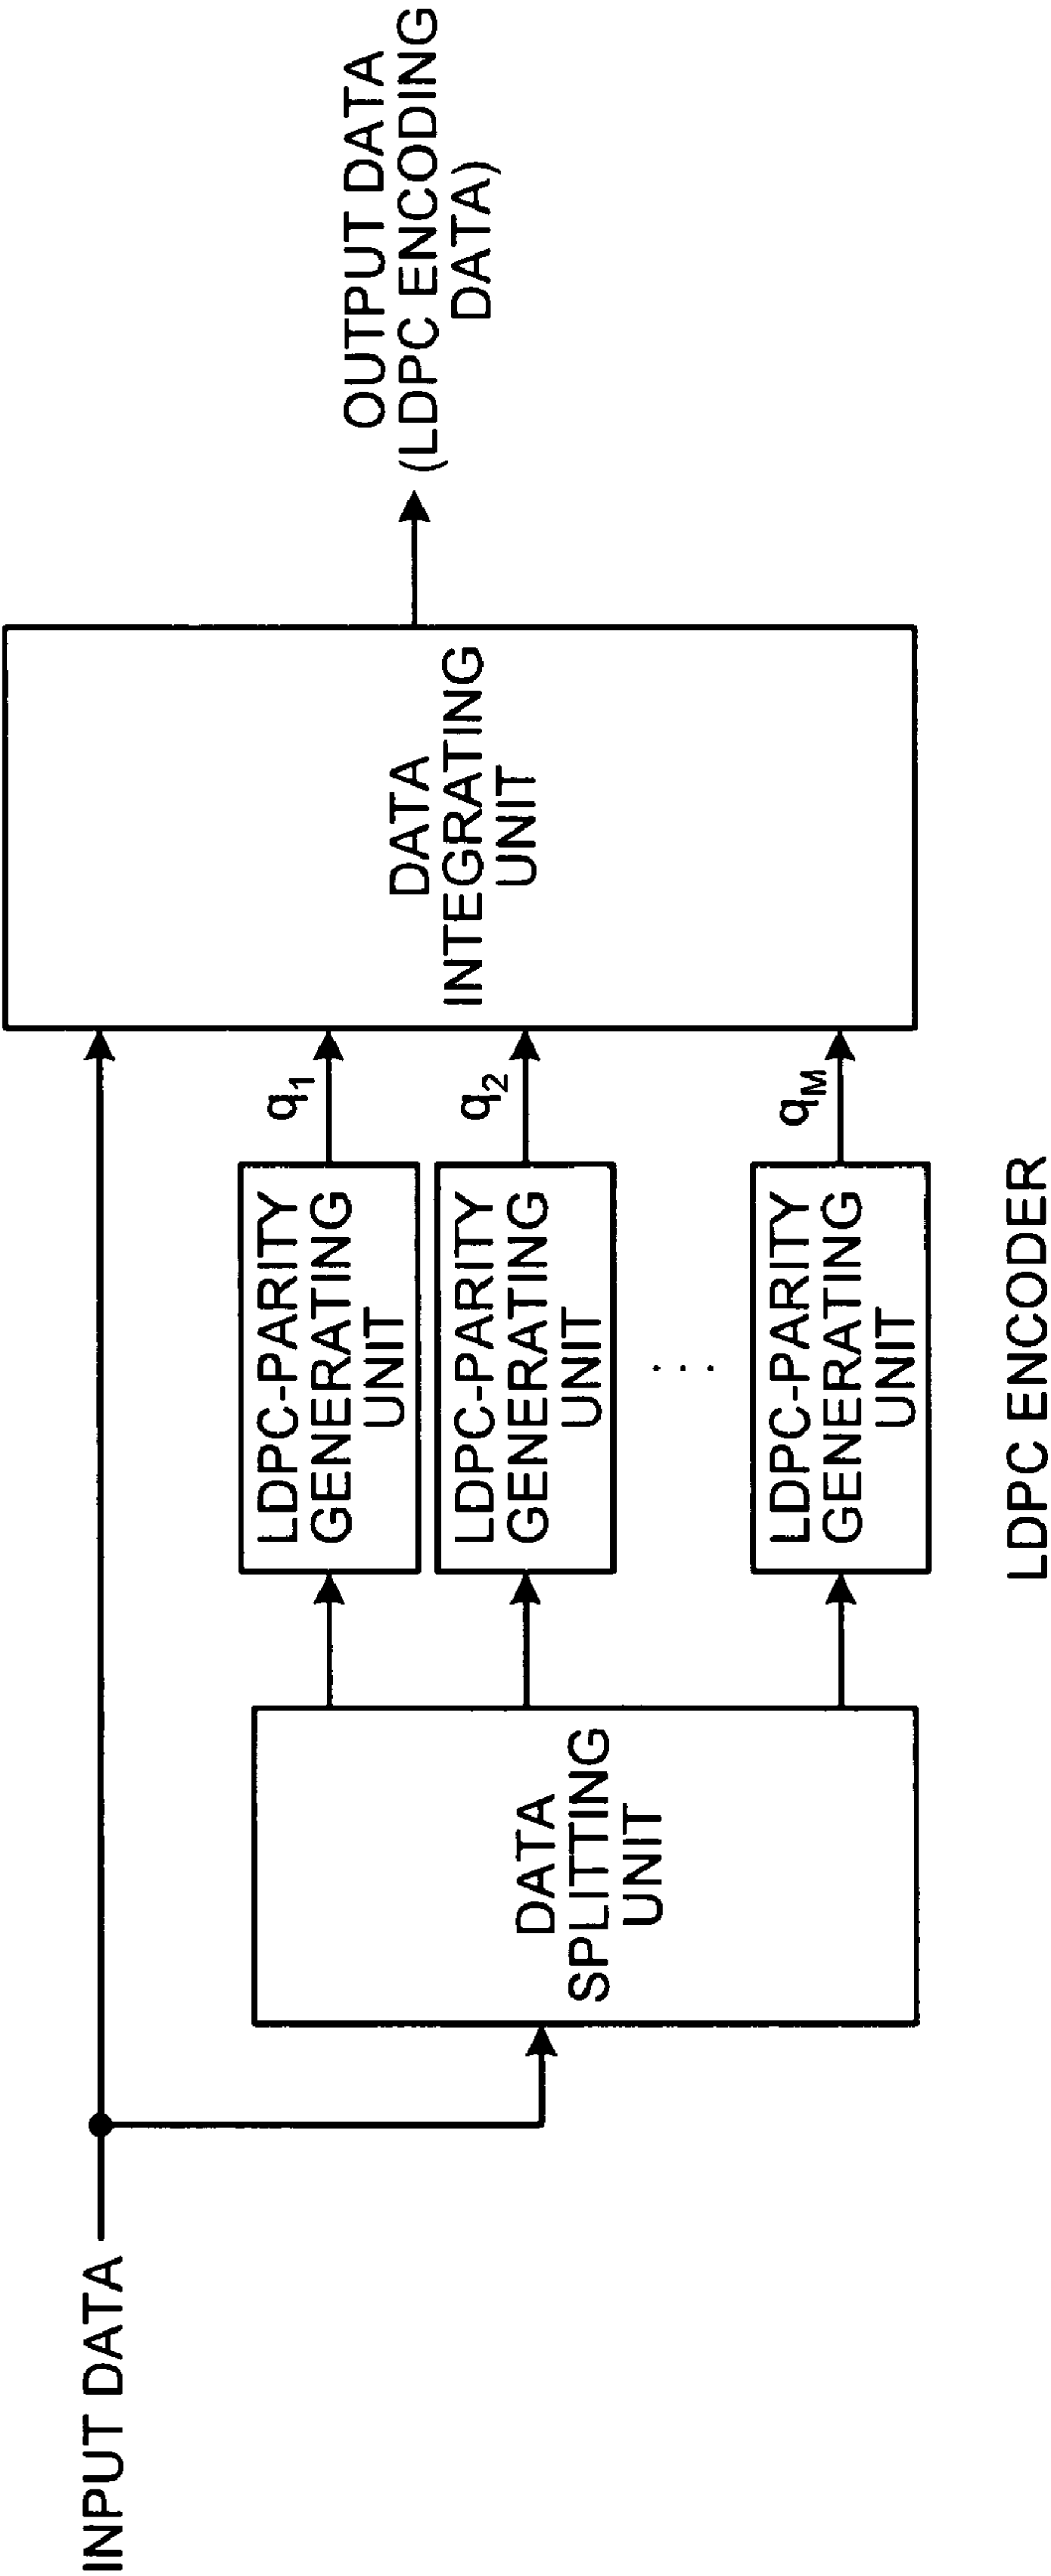 INPUT DATA
DATA
SPLITTING
UNIT
LDPC-PARITY
GENERATING
UNIT
q1
LDPC-PARITY
GENERATING
UNIT
q2
. . .
LDPC-PARITY
GENERATING
UNIT
qM
DATA
INTEGRATING
UNIT
OUTPUT DATA
(LDPC ENCODING
DATA)
LDPC ENCODER